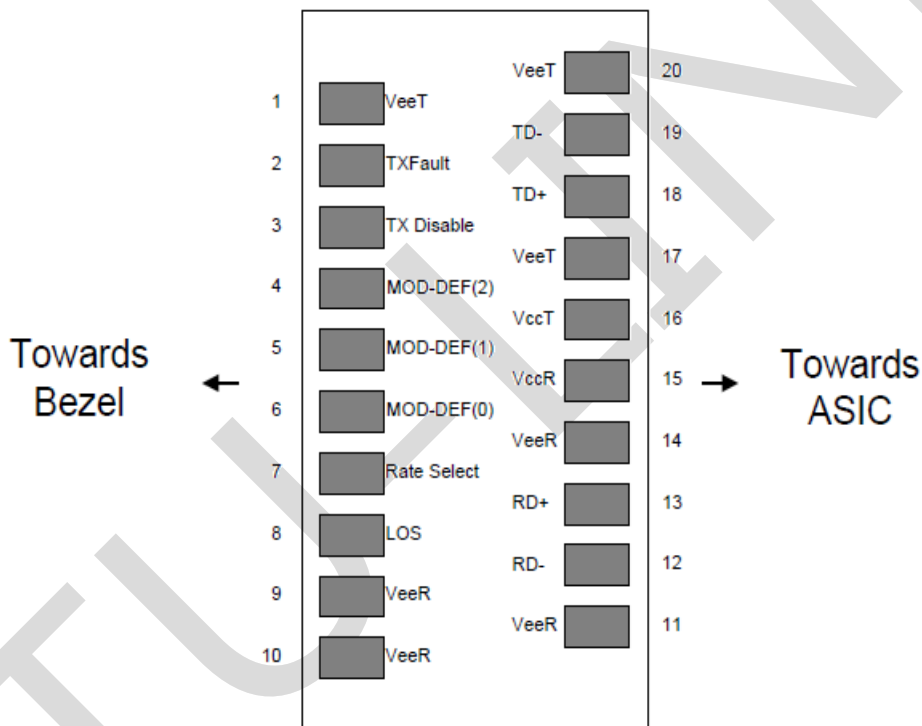 VeeT 20
1 VeeT
TD- 19
2 TXFault
TD+ 18
3 TX Disable
VeeT 17
4 MOD-DEF(2)
VccT 16
5 MOD-DEF(1)
Towards
Bezel
VccR 15
Towards
ASIC
6 MOD-DEF(0)
VeeR 14
7 Rate Select
RD+ 13
8 LOS
RD- 12
9 VeeR
VeeR 11
10 VeeR